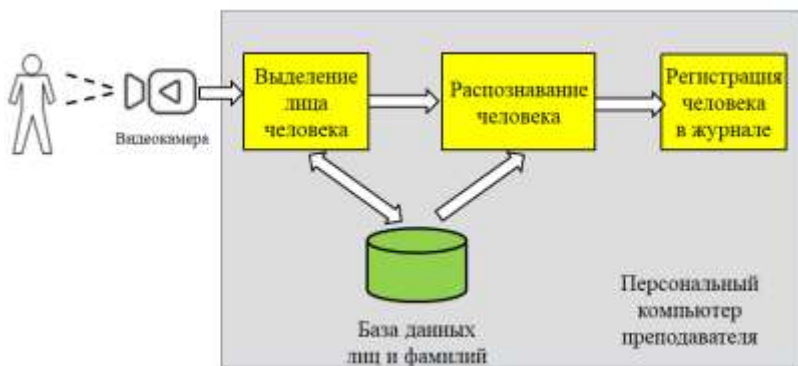 Видеокамера
Выделение
лица
человека
Распознавание
человека
Регистрация
человека
в журнале
База данных
лиц и фамилий
Персональный
компьютер
преподавателя